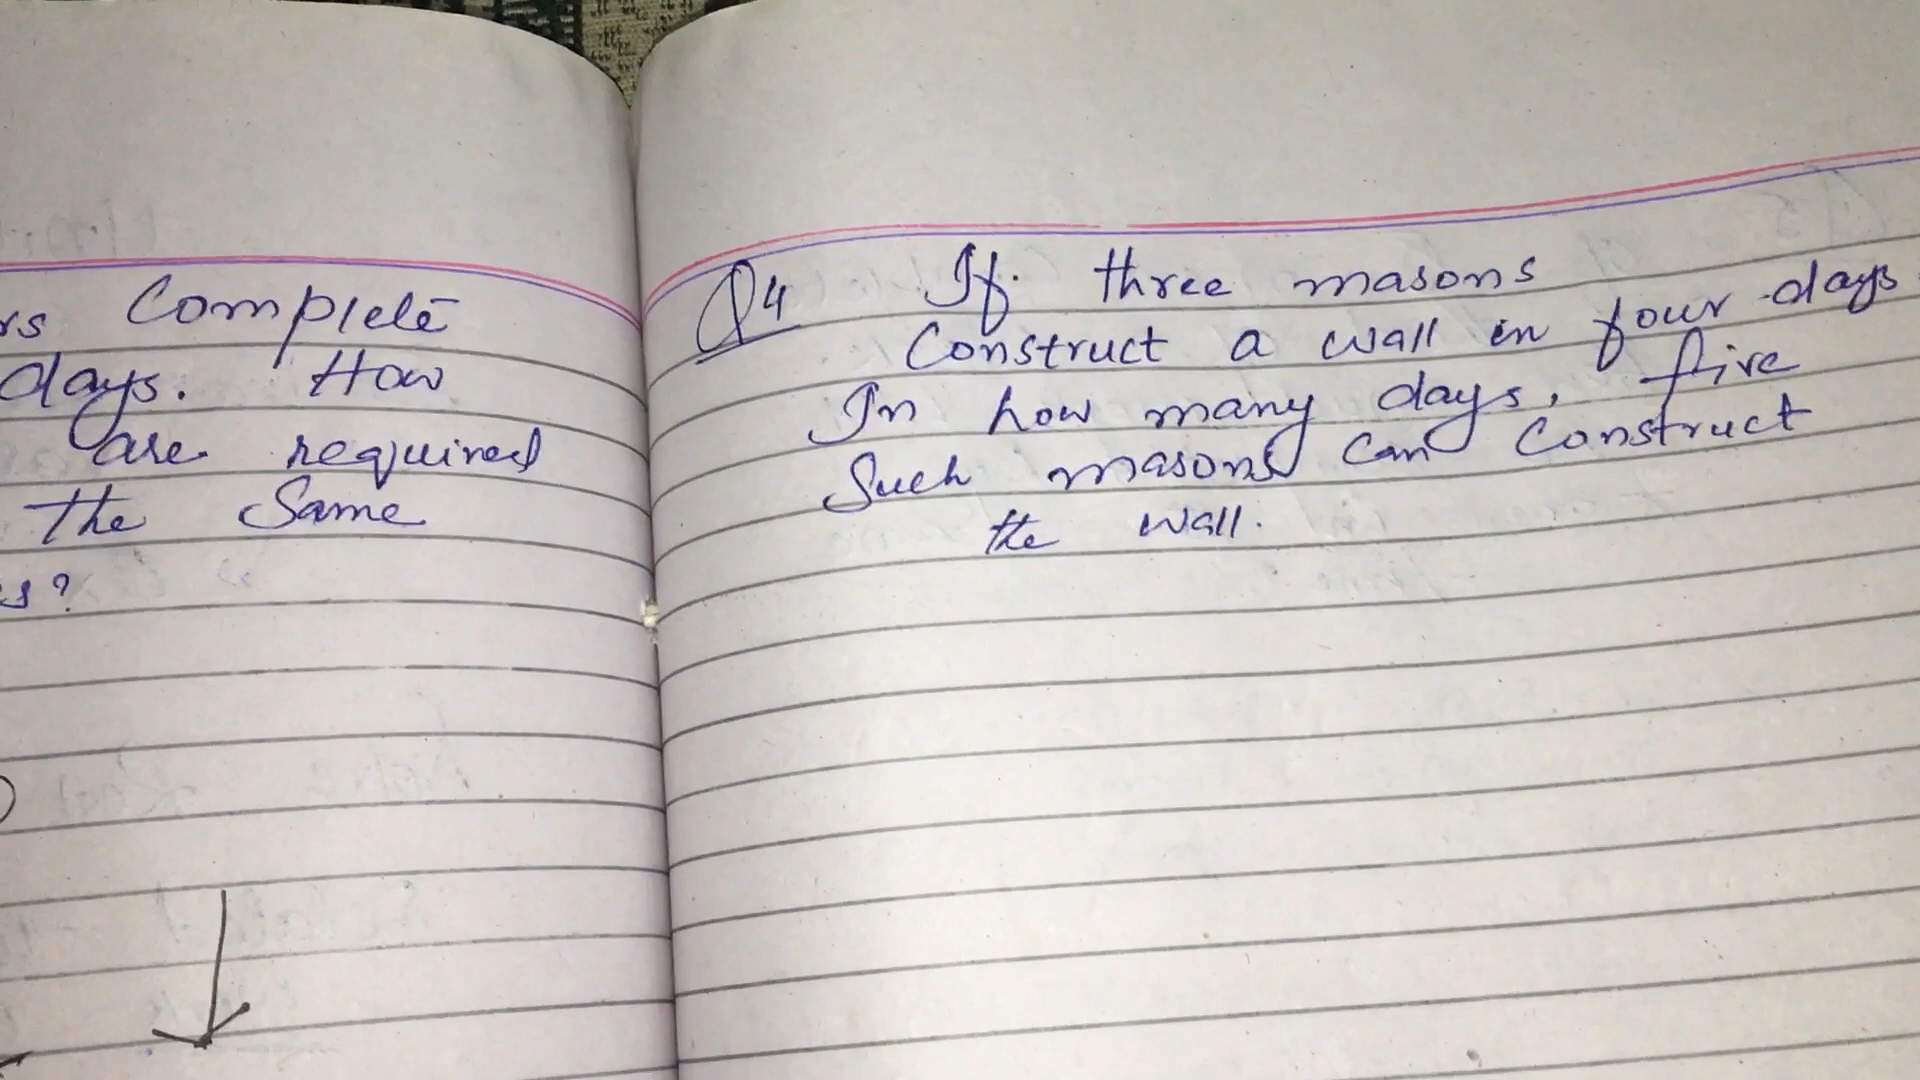 rs Complete
days. How
are required
the Same
s?
Q4 If three masons
Construct a wall in four days
In how many days, five
Such masons can construct
the wall.